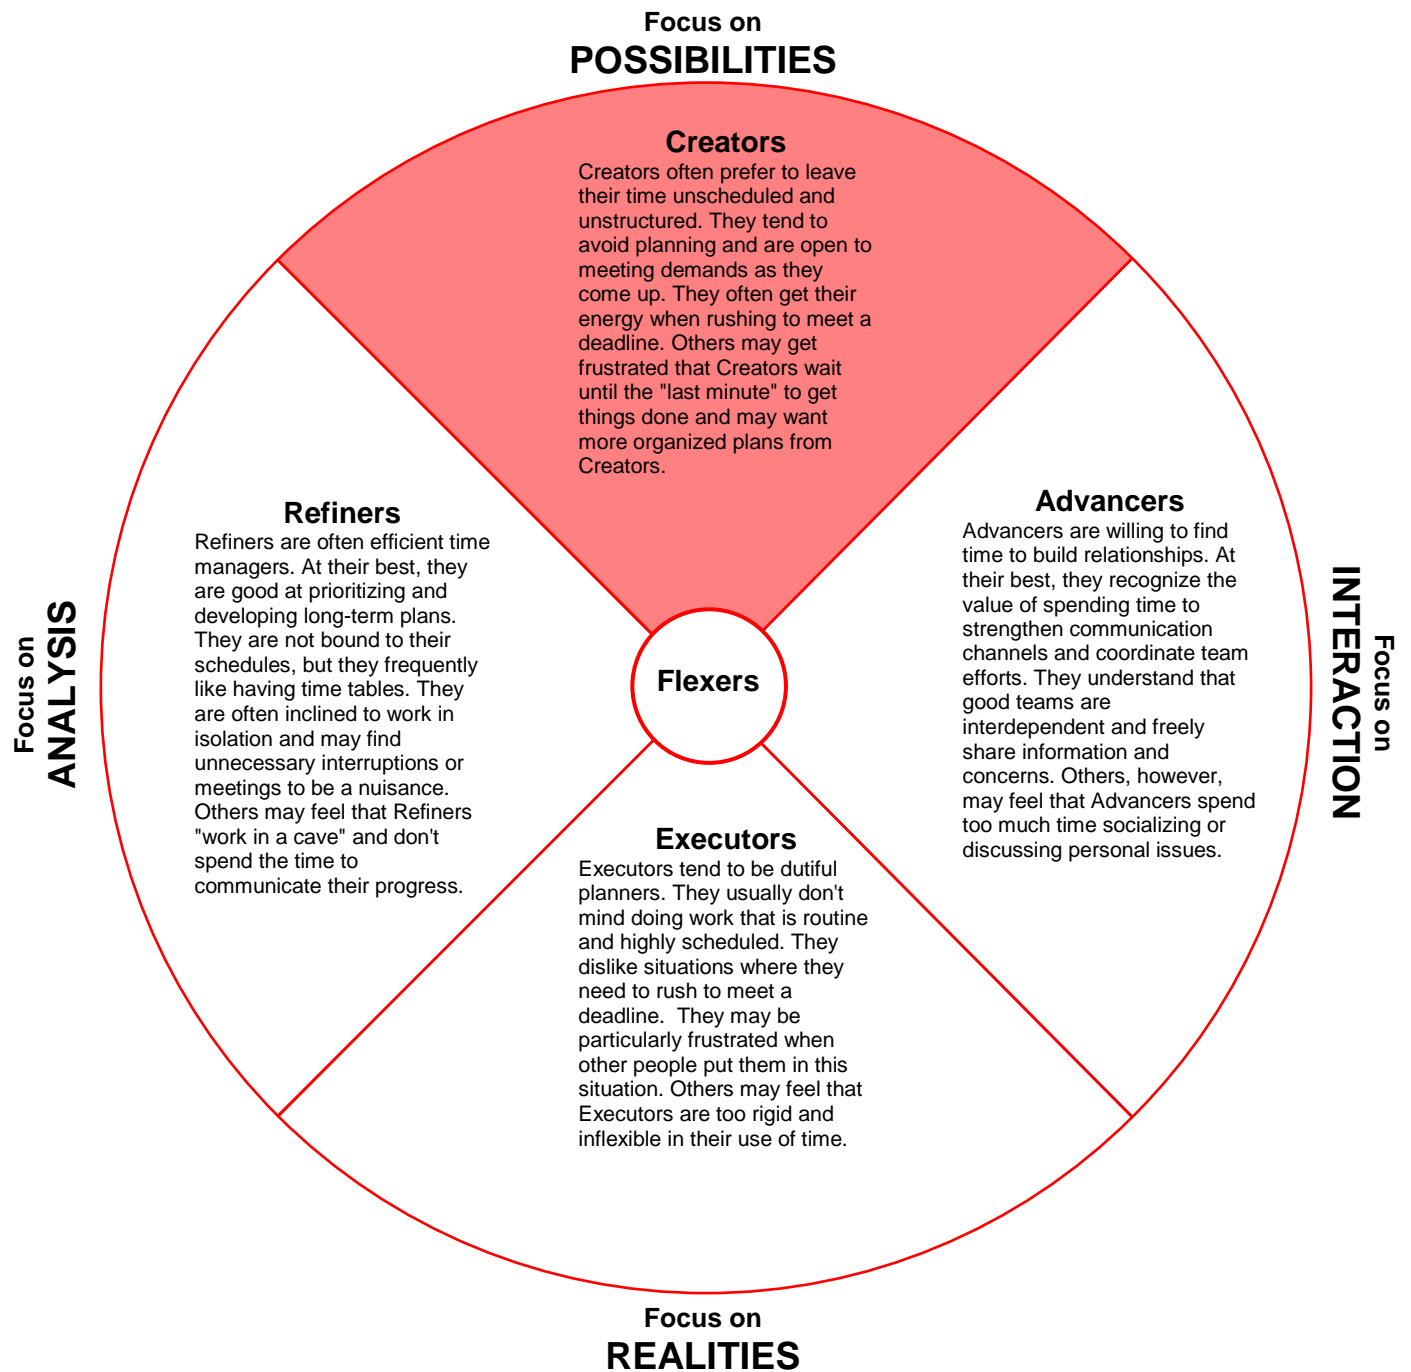 Focus on
POSSIBILITIES
Creators
Creators often prefer to leave
their time unscheduled and
unstructured. They tend to
avoid planning and are open to
meeting demands as they
come up. They often get their
energy when rushing to meet a
deadline. Others may get
frustrated that Creators wait
until the "last minute" to get
things done and may want
more organized plans from
Creators.
Focus on
ANALYSIS
Refiners
Refiners are often efficient time
managers. At their best, they
are good at prioritizing and
developing long-term plans.
They are not bound to their
schedules, but they frequently
like having time tables. They
are often inclined to work in
isolation and may find
unnecessary interruptions or
meetings to be a nuisance.
Others may feel that Refiners
"work in a cave" and don't
spend the time to
communicate their progress.
Flexers
Advancers
Advancers are willing to find
time to build relationships. At
their best, they recognize the
value of spending time to
strengthen communication
channels and coordinate team
efforts. They understand that
good teams are
interdependent and freely
share information and
concerns. Others, however,
may feel that Advancers spend
too much time socializing or
discussing personal issues.
Focus on
INTERACTION
Executors
Executors tend to be dutiful
planners. They usually don't
mind doing work that is routine
and highly scheduled. They
dislike situations where they
need to rush to meet a
deadline.  They may be
particularly frustrated when
other people put them in this
situation. Others may feel that
Executors are too rigid and
inflexible in their use of time.
Focus on
REALITIES